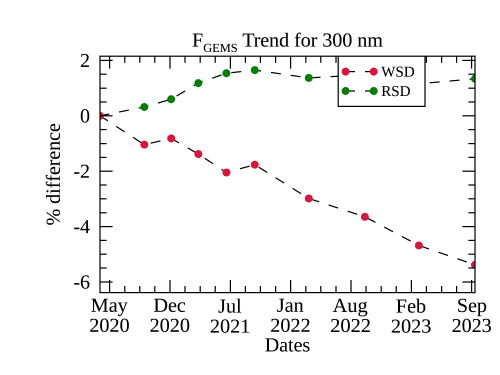 F_GEMS Trend for 300 nm
2
WSD
RSD
0
-2
-4
-6
% difference
May Dec Jul Jan Aug Feb Sep
2020 2020 2021 2022 2022 2023 2023
Dates